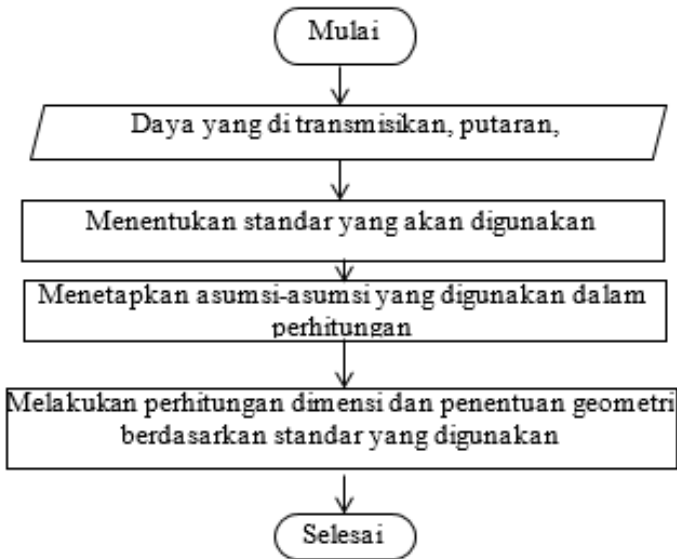 Mulai
Daya yang di transmisikan, putaran,
Menentukan standar yang akan digunakan
Menetapkan asumsi-asumsi yang digunakan dalam
perhitungan
Melakukan perhitungan dimensi dan penentuan geometri
berdasarkan standar yang digunakan
Selesai